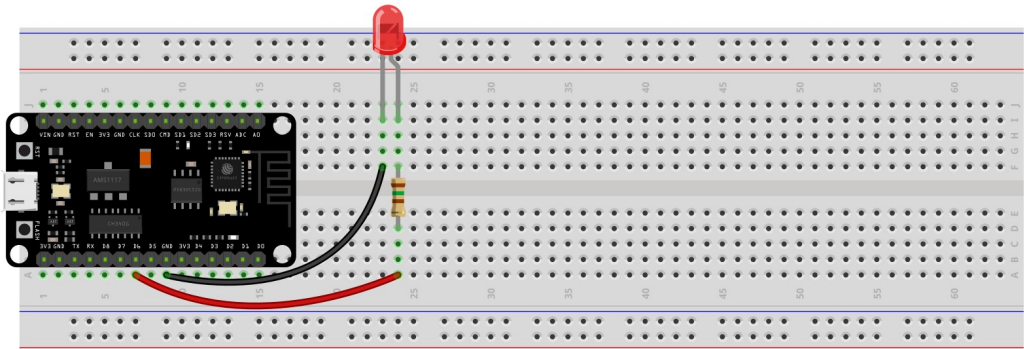 1 5 10 15 20 25 30 35 40 45 50 55 60
J J
VIN GND RST EN 3V3 GND CLK SD0 CMD SD1 SD2 SD3 RSV ADC A0
I
H
RST G
F
AMS1117
CH340G
E
D
FLASH C
3V3 GND TX RX D8 D7 D6 D5 GND 3V3 D4 D3 D2 D1 D0
B
A A
1 5 10 15 20 25 30 35 40 45 50 55 60